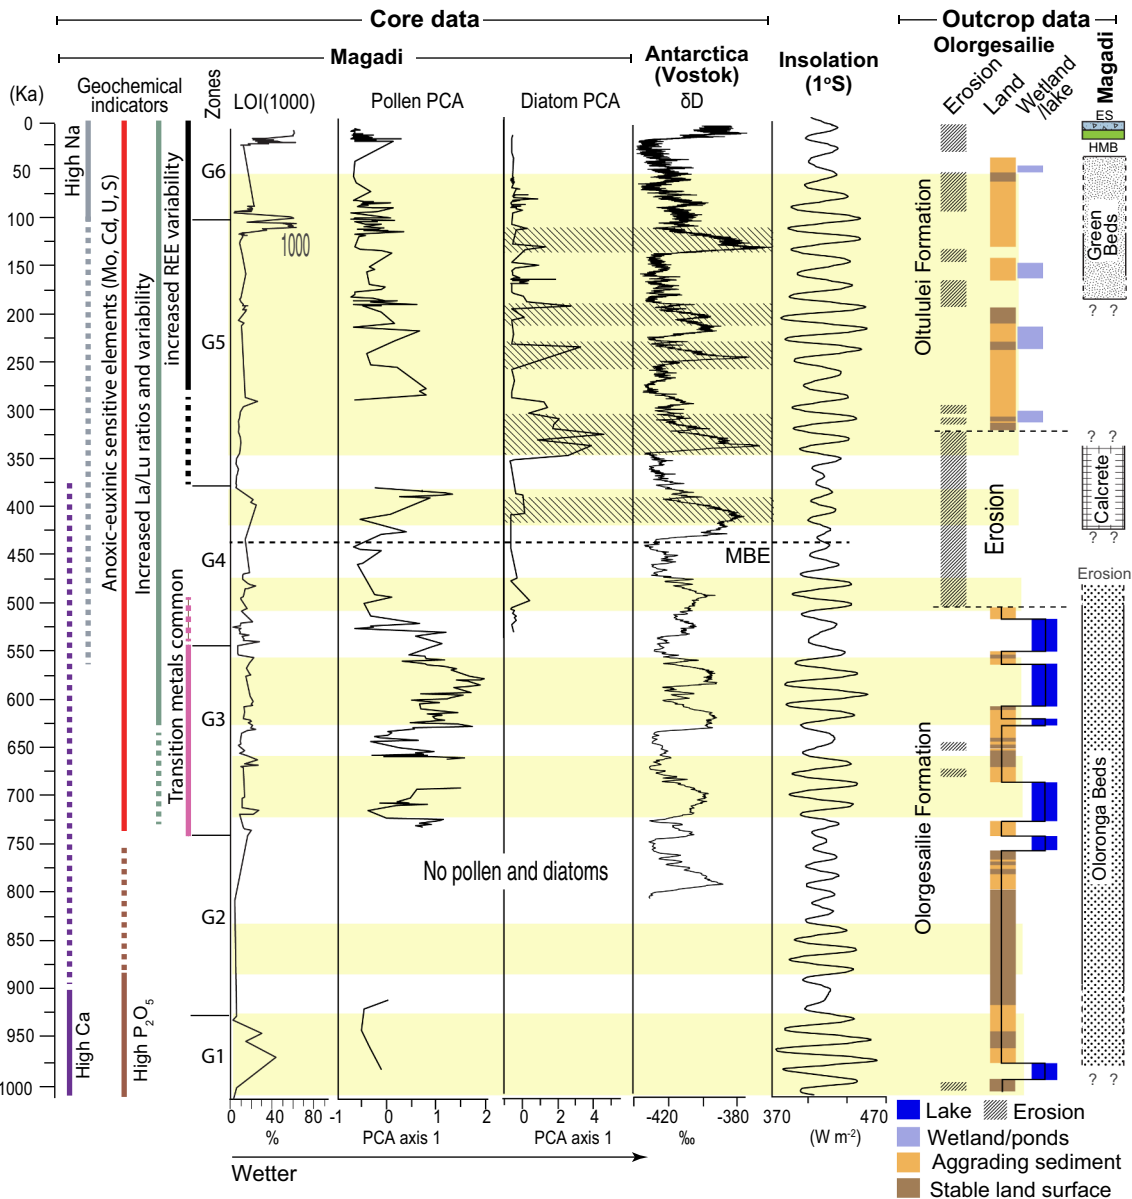 Core data
Outcrop data
Magadi
Antarctica
(Vostok)
Insolation
(1°S)
Olorgesailie
Magadi
(Ka)
Geochemical
indicators
Zones
LOI(1000)
Pollen PCA
Diatom PCA
δD
Erosion
Land
Wetland
/lake
0
50
100
150
200
250
300
350
400
450
500
550
600
650
700
750
800
850
900
950
1000
High Na
Anoxic-euxinic sensitive elements (Mo, Cd, U, S)
Increased La/Lu ratios and variability
increased REE variability
Transition metals common
High Ca
High P2O5
G6
G5
G4
G3
G2
G1
1000
MBE
No pollen and diatoms
Oltululei Formation
Erosion
Olorgesailie Formation
ES
HMB
Green
Beds
? ?
? ?
Calcrete
? ?
Erosion
Oloronga Beds
? ?
0 40 80
%
-1 0 1 2
PCA axis 1
0 2 4
PCA axis 1
-420 -380
‰
370 470
(W m-2)
Wetter
Lake
Erosion
Wetland/ponds
Aggrading sediment
Stable land surface